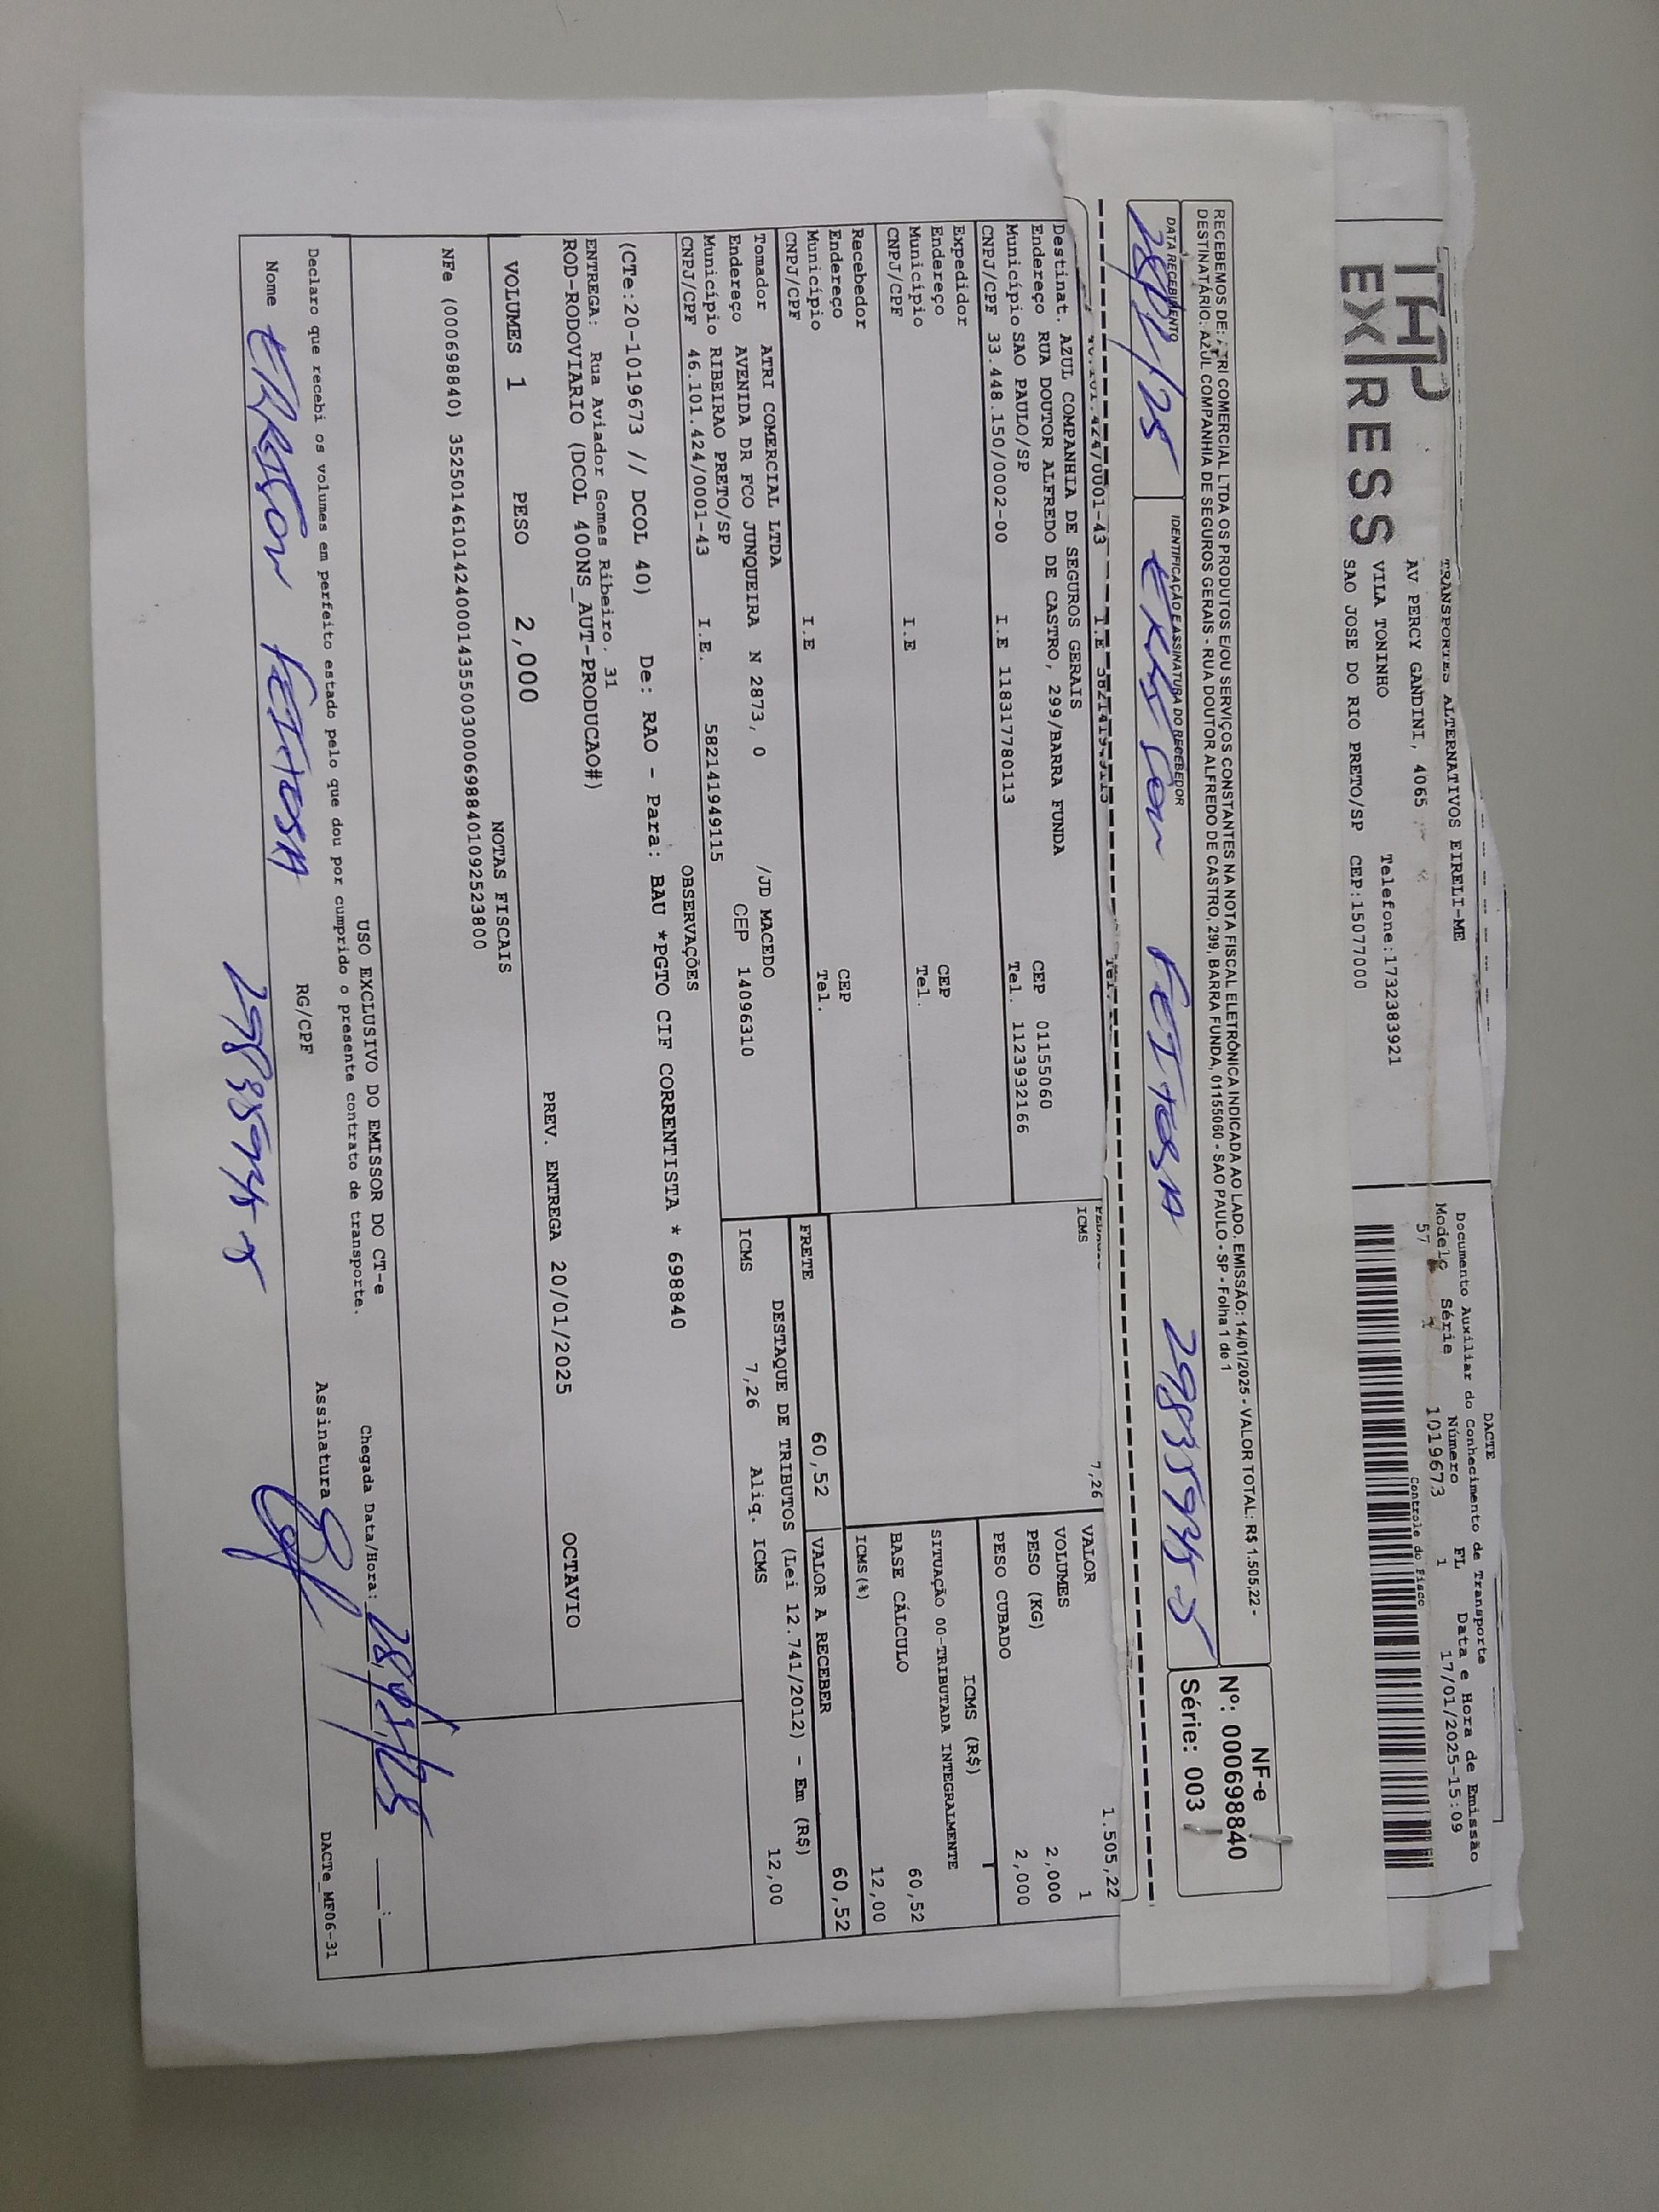 THP
EXPRESS
TRANSPORTES ALTERNATIVOS EIRELI-ME
AV PERCY GANDINI, 4065
VILA TONINHO Telefone:1732383921
SAO JOSE DO RIO PRETO/SP CEP:15077000
DACTE
Documento Auxiliar do Conhecimento de Transporte
Modelo Série Número FL Data e Hora de Emissão
57 1019673 1 17/01/2025-15:09
Controle do Fisco
RECEBEMOS DE: ATRI COMERCIAL LTDA OS PRODUTOS E/OU SERVIÇOS CONSTANTES NA NOTA FISCAL ELETRÔNICA INDICADA AO LADO. EMISSÃO: 14/01/2025 - VALOR TOTAL: R$ 1.505,22 -
DESTINATÁRIO: AZUL COMPANHIA DE SEGUROS GERAIS - RUA DOUTOR ALFREDO DE CASTRO, 299, BARRA FUNDA, 01155060 - SAO PAULO - SP - Folha 1 de 1
NF-e
Nº: 000698840
Série: 003
DATA RECEBIMENTO
IDENTIFICAÇÃO E ASSINATURA DO RECEBEDOR
FEITOSA
ICMS 7,26
Destinat. AZUL COMPANHIA DE SEGUROS GERAIS
Endereço RUA DOUTOR ALFREDO DE CASTRO, 299/BARRA FUNDA CEP 01155060
Município SAO PAULO/SP Tel. 1123932166
CNPJ/CPF 33.448.150/0002-00 I.E 118317780113
Expedidor
Endereço CEP
Município Tel.
CNPJ/CPF I.E
Recebedor
Endereço CEP
Município Tel.
CNPJ/CPF I.E
VALOR 1.505,22
VOLUMES 1
PESO (KG) 2,000
PESO CUBADO 2,000
ICMS (R$)
SITUAÇÃO 00-TRIBUTADA INTEGRALMENTE
BASE CÁLCULO 60,52
ICMS(%) 12,00
FRETE 60,52 VALOR A RECEBER 60,52
Tomador ATRI COMERCIAL LTDA
Endereço AVENIDA DR FCO JUNQUEIRA N 2873, 0 /JD MACEDO
Município RIBEIRAO PRETO/SP CEP 14096310
CNPJ/CPF 46.101.424/0001-43 I.E. 582141949115
DESTAQUE DE TRIBUTOS (Lei 12.741/2012) - Em (R$)
ICMS 7,26 Aliq. ICMS 12,00
OBSERVAÇÕES
(CTe:20-1019673 // DCOL 40) De: RAO - Para: BAU *PGTO CIF CORRENTISTA * 698840
ENTREGA: Rua Aviador Gomes Ribeiro. 31
ROD-RODOVIARIO (DCOL 400NS_AUT-PRODUCAO#)
VOLUMES 1 PESO 2,000 PREV. ENTREGA 20/01/2025 OCTAVIO
NOTAS FISCAIS
NFe (000698840) 35250146101424000143550030006988401092523800
USO EXCLUSIVO DO EMISSOR DO CT-e
Declaro que recebi os volumes em perfeito estado pelo que dou por cumprido o presente contrato de transporte.
Chegada Data/Hora:
Nome FEITOSA RG/CPF Assinatura
DACTe_MF06-31